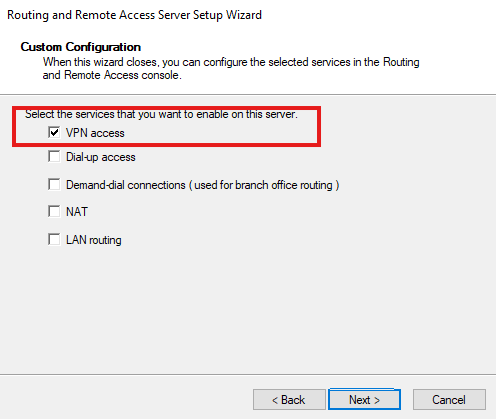 Routing and Remote Access Server Setup Wizard
Custom Configuration
When this wizard closes, you can configure the selected services in the Routing
and Remote Access console.
Select the services that you want to enable on this server.
VPN access
Dial-up access
Demand-dial connections ( used for branch office routing )
NAT
LAN routing
< Back
Next >
Cancel